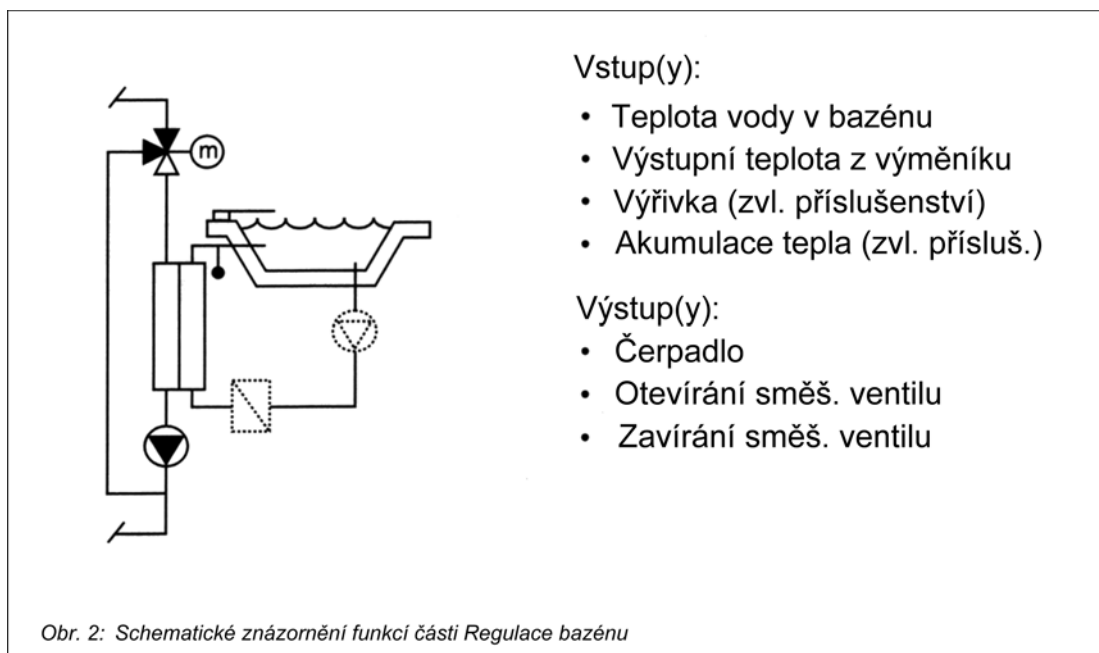 m
Vstup(y):
• Teplota vody v bazénu
• Výstupní teplota z výměníku
• Výřivka (zvl. příslušenství)
• Akumulace tepla (zvl. přísluš.)
Výstup(y):
• Čerpadlo
• Otevírání směš. ventilu
• Zavírání směš. ventilu
Obr. 2: Schematické znázornění funkcí části Regulace bazénu